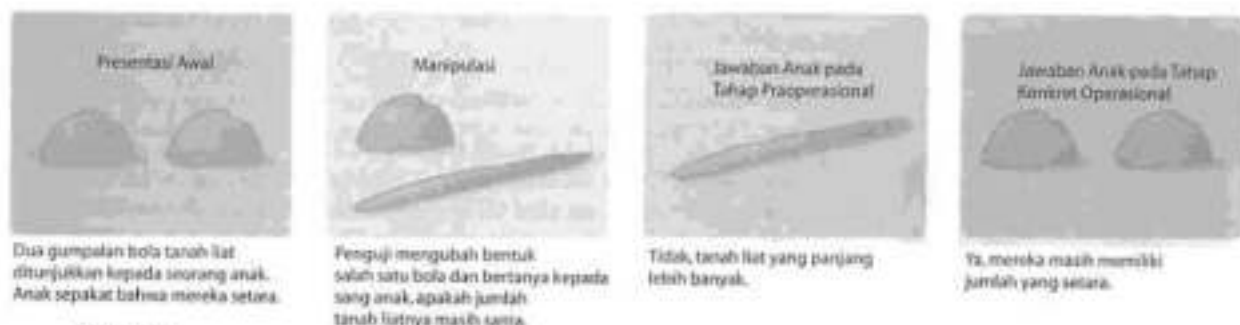 Presentasi Awal
Dua gumpalan bola tanah liat
ditunjukkan kepada seorang anak.
Anak sepakat bahwa mereka setara.
Manipulasi
Penguji mengubah bentuk
salah satu bola dan bertanya kepada
sang anak, apakah jumlah
tanah liatnya masih sama.
Jawaban Anak pada
Tahap Praoperasional
Tidak, tanah liat yang panjang
lebih banyak.
Jawaban Anak pada Tahap
Konkret Operasional
Ya, mereka masih memiliki
jumlah yang setara.